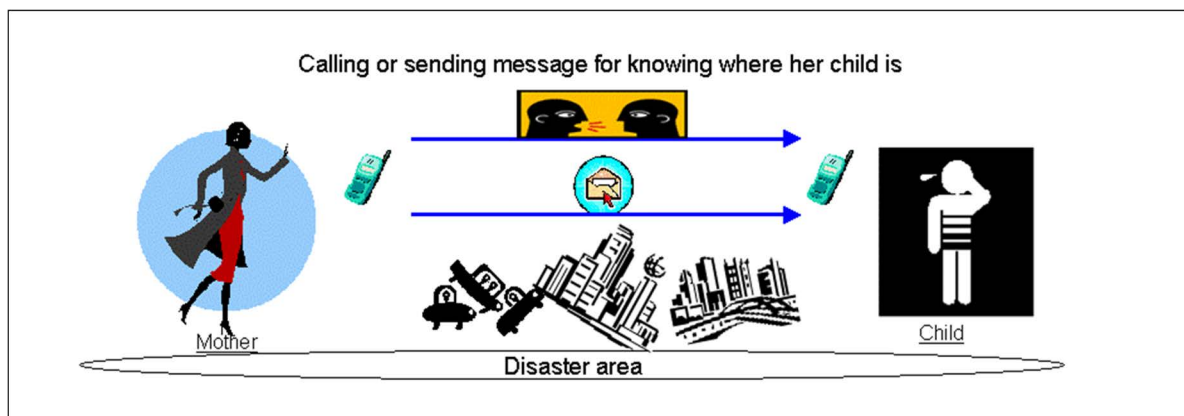 Calling or sending message for knowing where her child is
Mother
Child
Disaster area